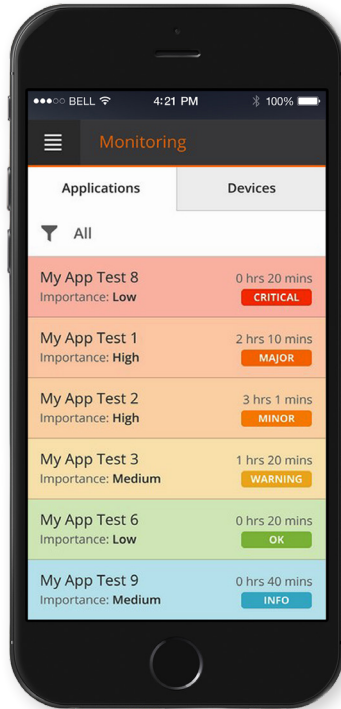 BELL 4:21 PM 100%
Monitoring
Applications Devices
All
My App Test 8 0 hrs 20 mins
Importance: Low CRITICAL
My App Test 1 2 hrs 10 mins
Importance: High MAJOR
My App Test 2 3 hrs 1 mins
Importance: High MINOR
My App Test 3 1 hrs 20 mins
Importance: Medium WARNING
My App Test 6 0 hrs 20 mins
Importance: Low OK
My App Test 9 0 hrs 40 mins
Importance: Medium INFO